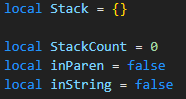 local Stack = {}
local StackCount = 0
local inParen = false
local inString = false